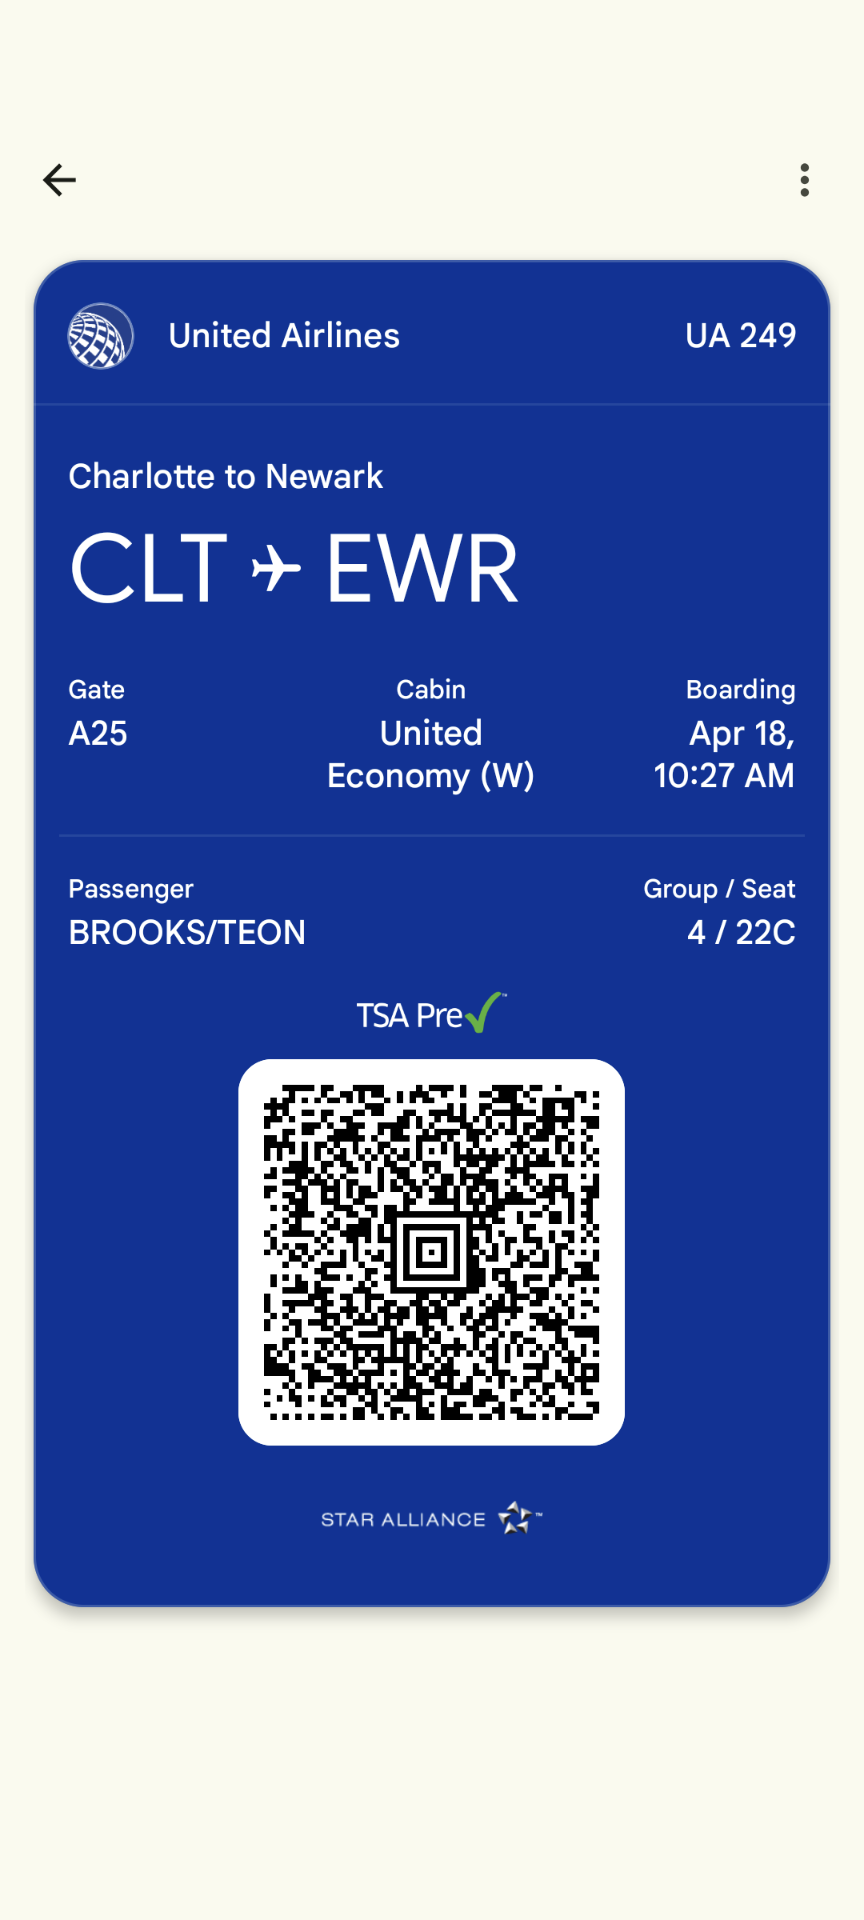 United Airlines UA 249
Charlotte to Newark
CLT EWR
Gate Cabin Boarding
A25 United Apr 18,
Economy (W) 10:27 AM
Passenger Group / Seat
BROOKS/TEON 4 / 22C
TSA Pre
STAR ALLIANCE ™